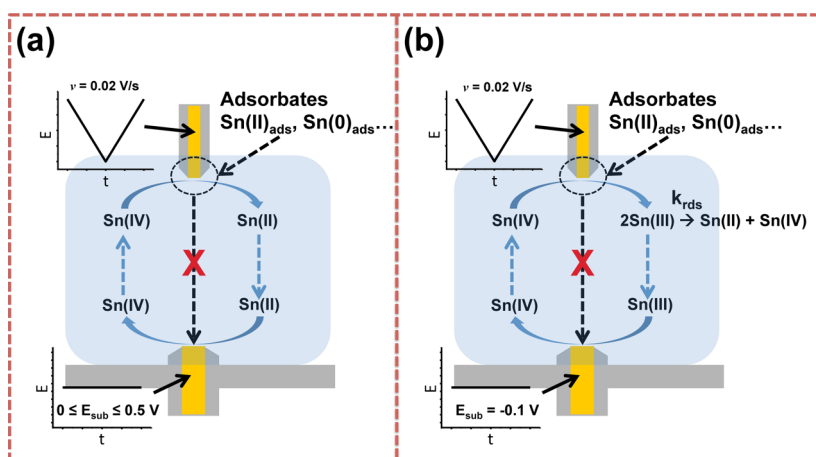 (a)
ν = 0.02 V/s
E
t
Adsorbates
Sn(II)ads, Sn(0)ads...
Sn(IV)
Sn(II)
X
Sn(IV)
Sn(II)
E
0 ≤ Esub ≤ 0.5 V
t
(b)
ν = 0.02 V/s
E
t
Adsorbates
Sn(II)ads, Sn(0)ads...
krds
Sn(IV)
2Sn(III) → Sn(II) + Sn(IV)
X
Sn(IV)
Sn(III)
E
Esub = -0.1 V
t